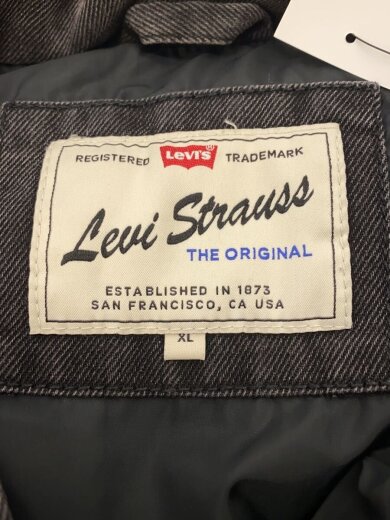 REGISTERED LEVI'S TRADEMARK
Levi Strauss
THE ORIGINAL
ESTABLISHED IN 1873
SAN FRANCISCO, CA USA
XL